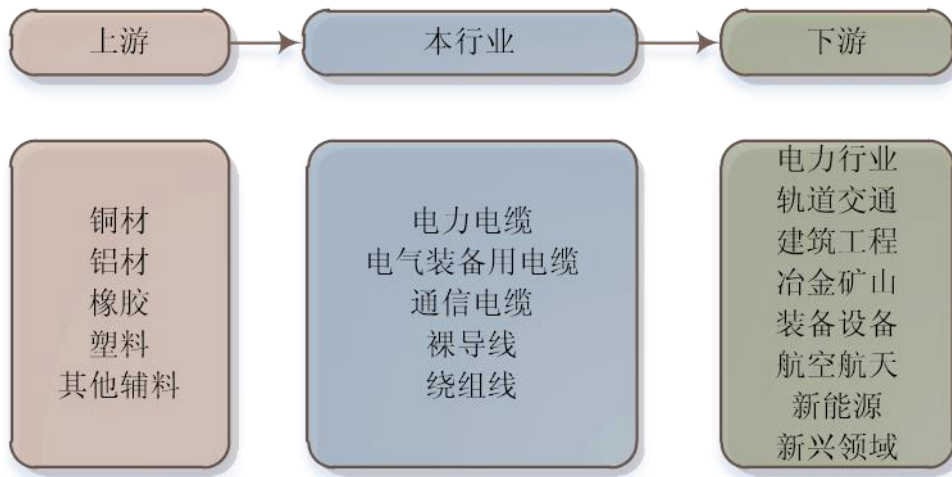 上游
本行业
下游
铜材
铝材
橡胶
塑料
其他辅料
电力电缆
电气装备用电缆
通信电缆
裸导线
绕组线
电力行业
轨道交通
建筑工程
冶金矿山
装备设备
航空航天
新能源
新兴领域